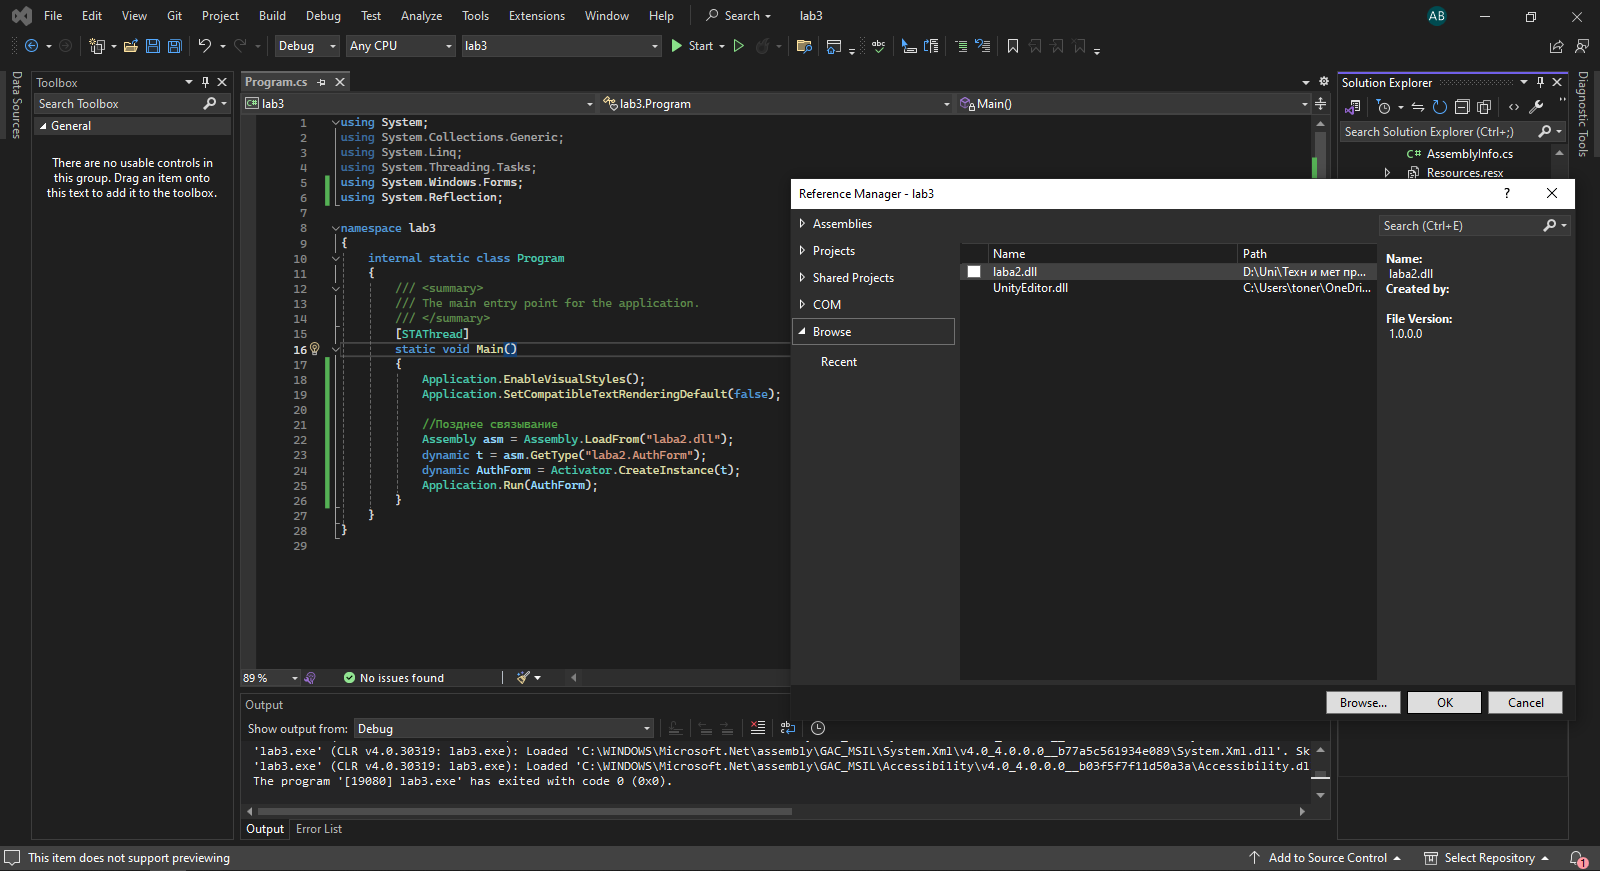 File Edit View Git Project Build Debug Test Analyze Tools Extensions Window Help Search lab3 AB
Debug Any CPU lab3 Start
Data Sources
Toolbox
Search Toolbox
General
There are no usable controls in
this group. Drag an item onto
this text to add it to the toolbox.
Program.cs
C# lab3 lab3.Program Main()
1 using System;
2 using System.Collections.Generic;
3 using System.Linq;
4 using System.Threading.Tasks;
5 using System.Windows.Forms;
6 using System.Reflection;
7
8 namespace lab3
9 {
10 internal static class Program
11 {
12 /// <summary>
13 /// The main entry point for the application.
14 /// </summary>
15 [STAThread]
16 static void Main()
17 {
18 Application.EnableVisualStyles();
19 Application.SetCompatibleTextRenderingDefault(false);
20
21 //Позднее связывание
22 Assembly asm = Assembly.LoadFrom("laba2.dll");
23 dynamic t = asm.GetType("laba2.AuthForm");
24 dynamic AuthForm = Activator.CreateInstance(t);
25 Application.Run(AuthForm);
26 }
27 }
28 }
29
89 % No issues found
Solution Explorer
Search Solution Explorer (Ctrl+;)
C# AssemblyInfo.cs
Resources.resx
Diagnostic Tools
Reference Manager - lab3 ?
Assemblies
Projects
Shared Projects
COM
Browse
Recent
Name Path
laba2.dll D:\Uni\Техн и мет пр...
UnityEditor.dll C:\Users\toner\OneDri...
Search (Ctrl+E)
Name:
laba2.dll
Created by:
File Version:
1.0.0.0
Browse... OK Cancel
Output
Show output from: Debug
'lab3.exe' (CLR v4.0.30319: lab3.exe): Loaded 'C:\WINDOWS\Microsoft.Net\assembly\GAC_MSIL\System.Xml\v4.0_4.0.0.0__b77a5c561934e089\System.Xml.dll'. Sk
'lab3.exe' (CLR v4.0.30319: lab3.exe): Loaded 'C:\WINDOWS\Microsoft.Net\assembly\GAC_MSIL\Accessibility\v4.0_4.0.0.0__b03f5f7f11d50a3a\Accessibility.dl
The program '[19080] lab3.exe' has exited with code 0 (0x0).
Output Error List
This item does not support previewing Add to Source Control Select Repository 1